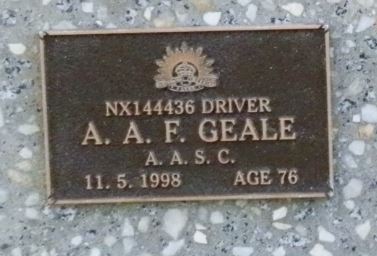 NX144436 DRIVER
A. A. F. GEALE
A. A. S. C.
11. 5. 1998 AGE 76